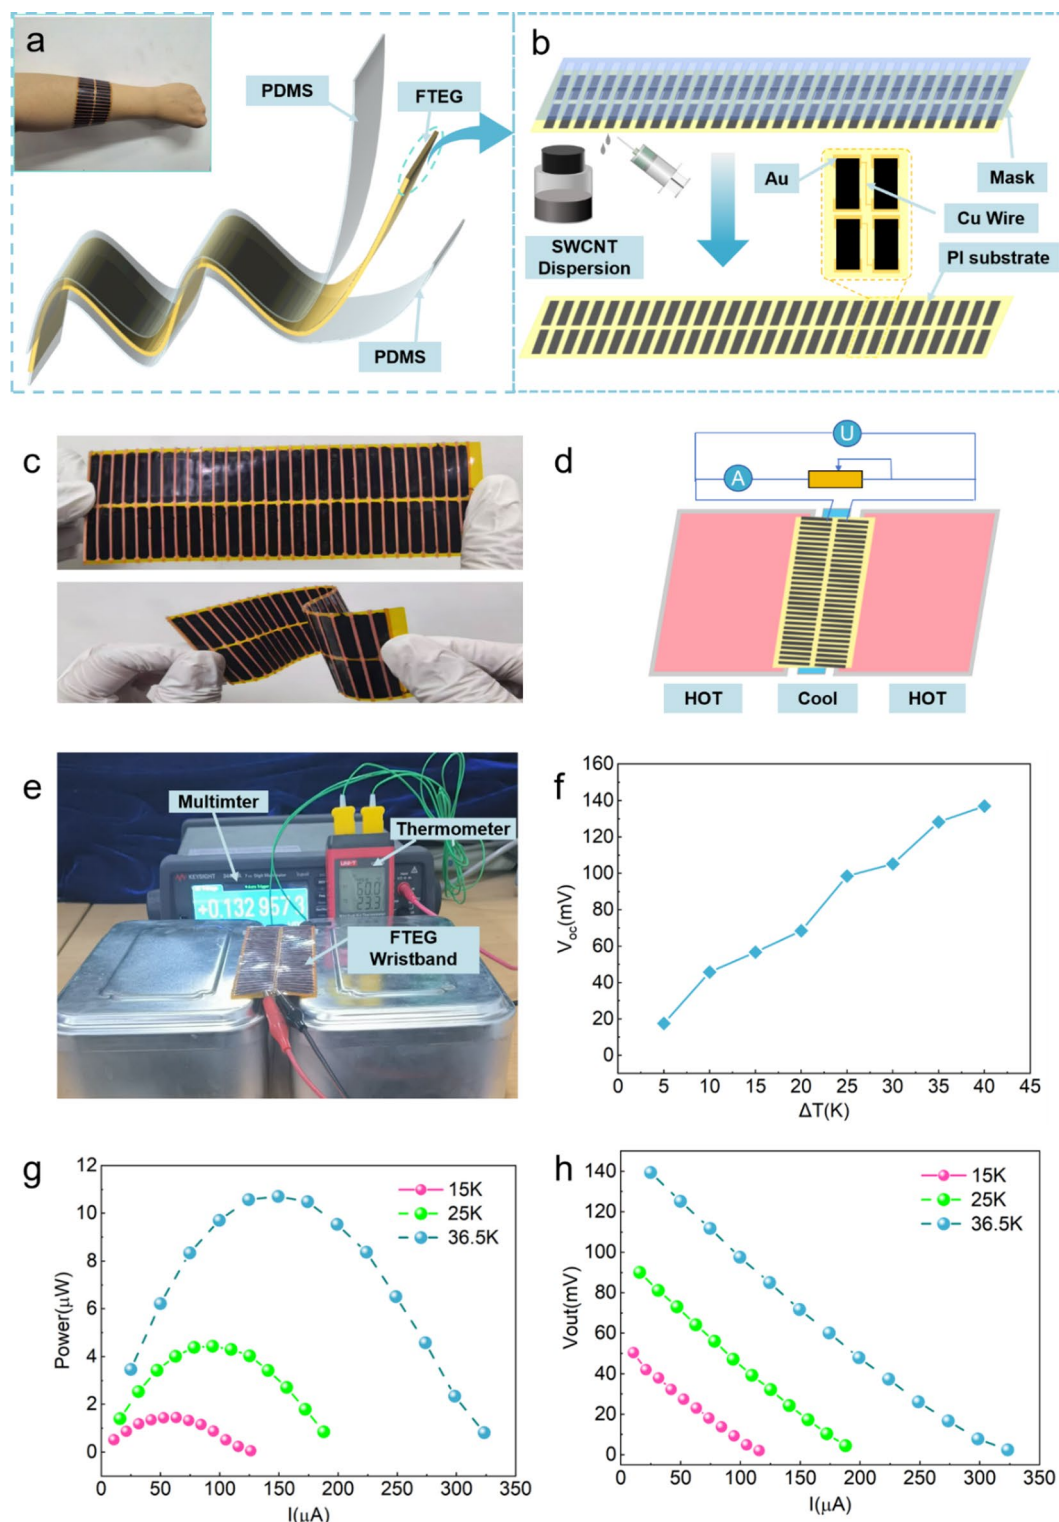 a
PDMS
FTEG
PDMS
b
Au
Mask
Cu Wire
SWCNT
Dispersion
PI substrate
c
d
U
A
HOT
Cool
HOT
e
Multimter
Thermometer
KEYSIGHT
UNI-T
+0.132 957 3
FTEG
Wristband
f
160
140
120
100
80
60
40
20
0
Voc(mV)
0 5 10 15 20 25 30 35 40 45
ΔT(K)
g
12
10
8
6
4
2
0
Power(μW)
15K
25K
36.5K
0 50 100 150 200 250 300 350
I(μA)
h
140
120
100
80
60
40
20
0
Vout(mV)
15K
25K
36.5K
0 50 100 150 200 250 300 350
I(μA)